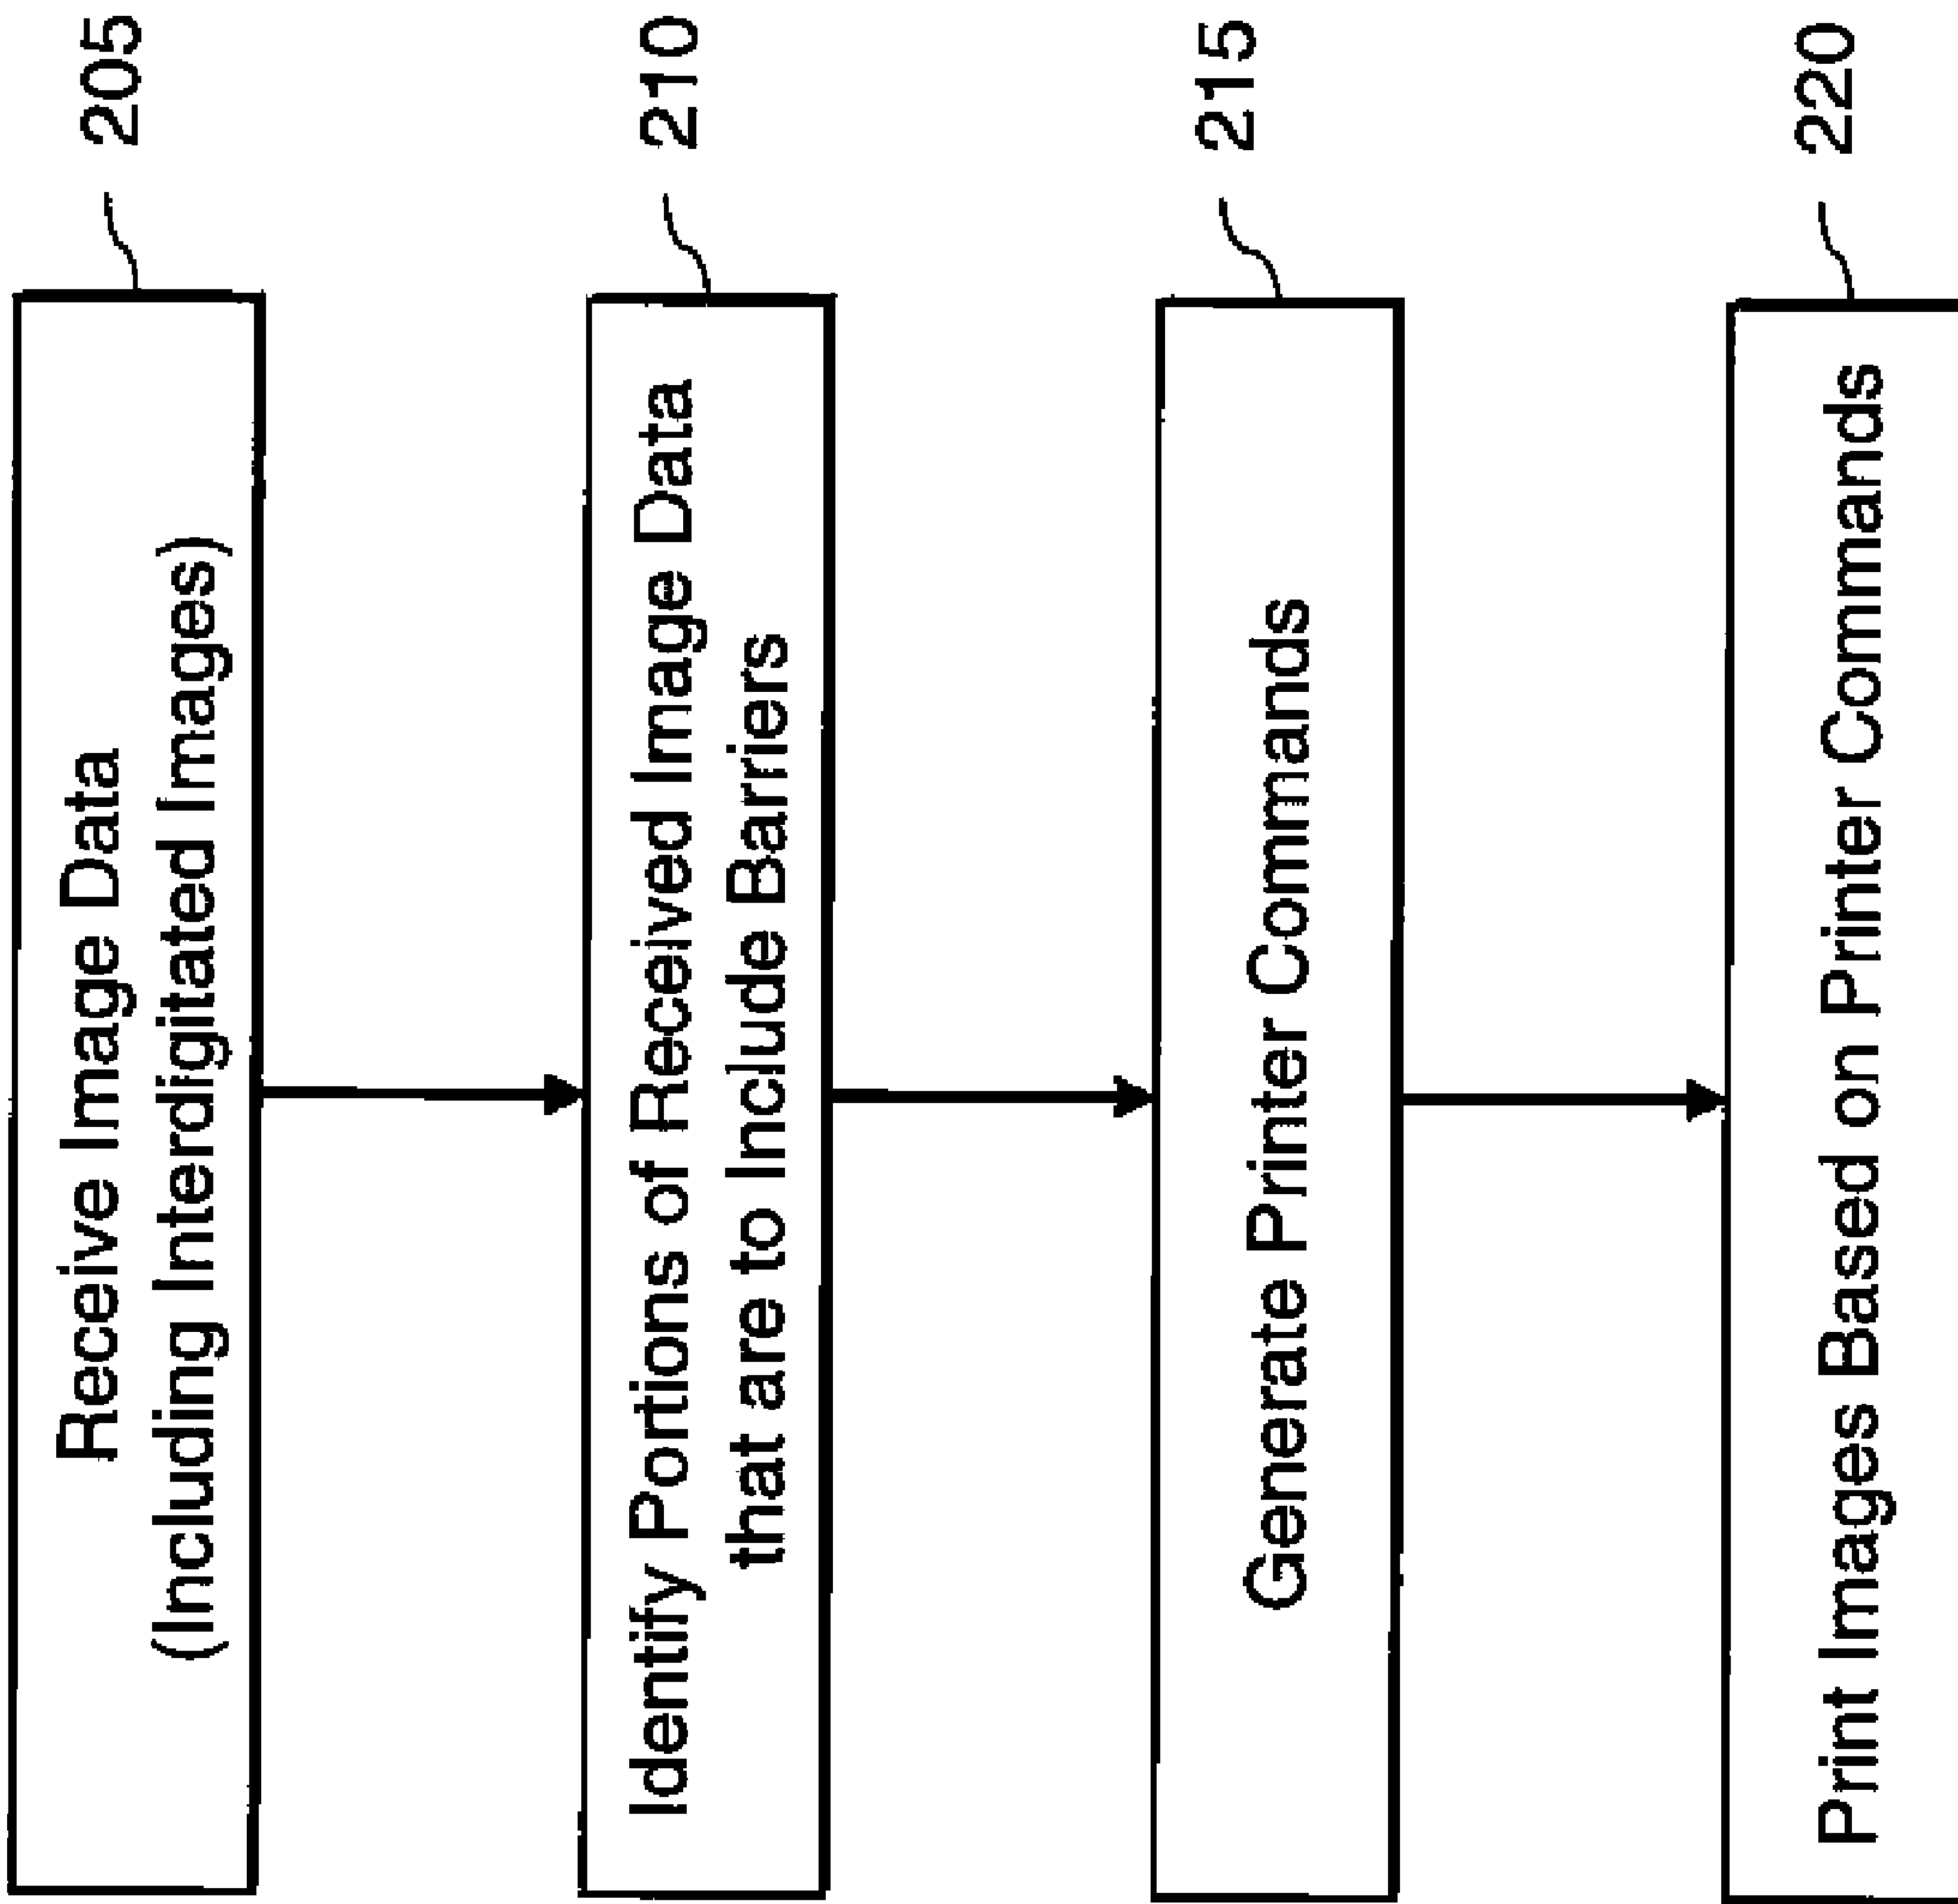 Receive Image Data
(Including Interdigitated Images)
205
Identify Portions of Received Image Data
that are to Include Barriers
210
Generate Printer Commands
215
Print Images Based on Printer Commands
220